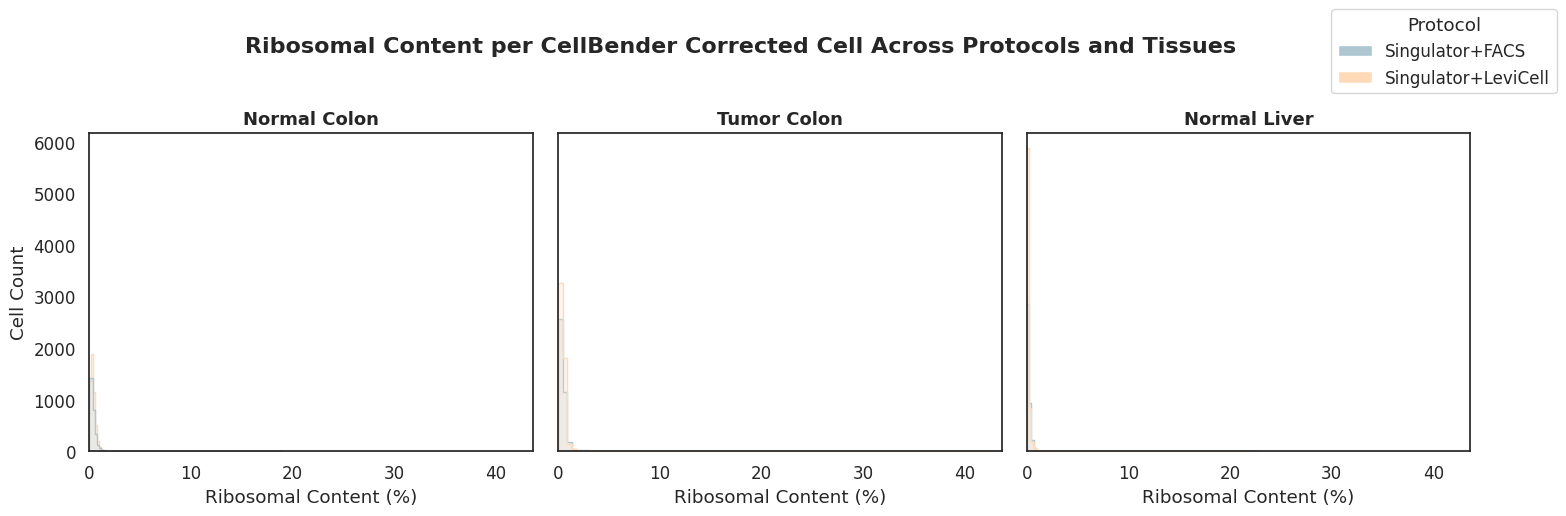 Ribosomal Content per CellBender Corrected Cell Across Protocols and Tissues
Protocol
Singulator+FACS
Singulator+LeviCell
Normal Colon
Tumor Colon
Normal Liver
Cell Count
6000
5000
4000
3000
2000
1000
0
0 10 20 30 40
0 10 20 30 40
0 10 20 30 40
Ribosomal Content (%)
Ribosomal Content (%)
Ribosomal Content (%)